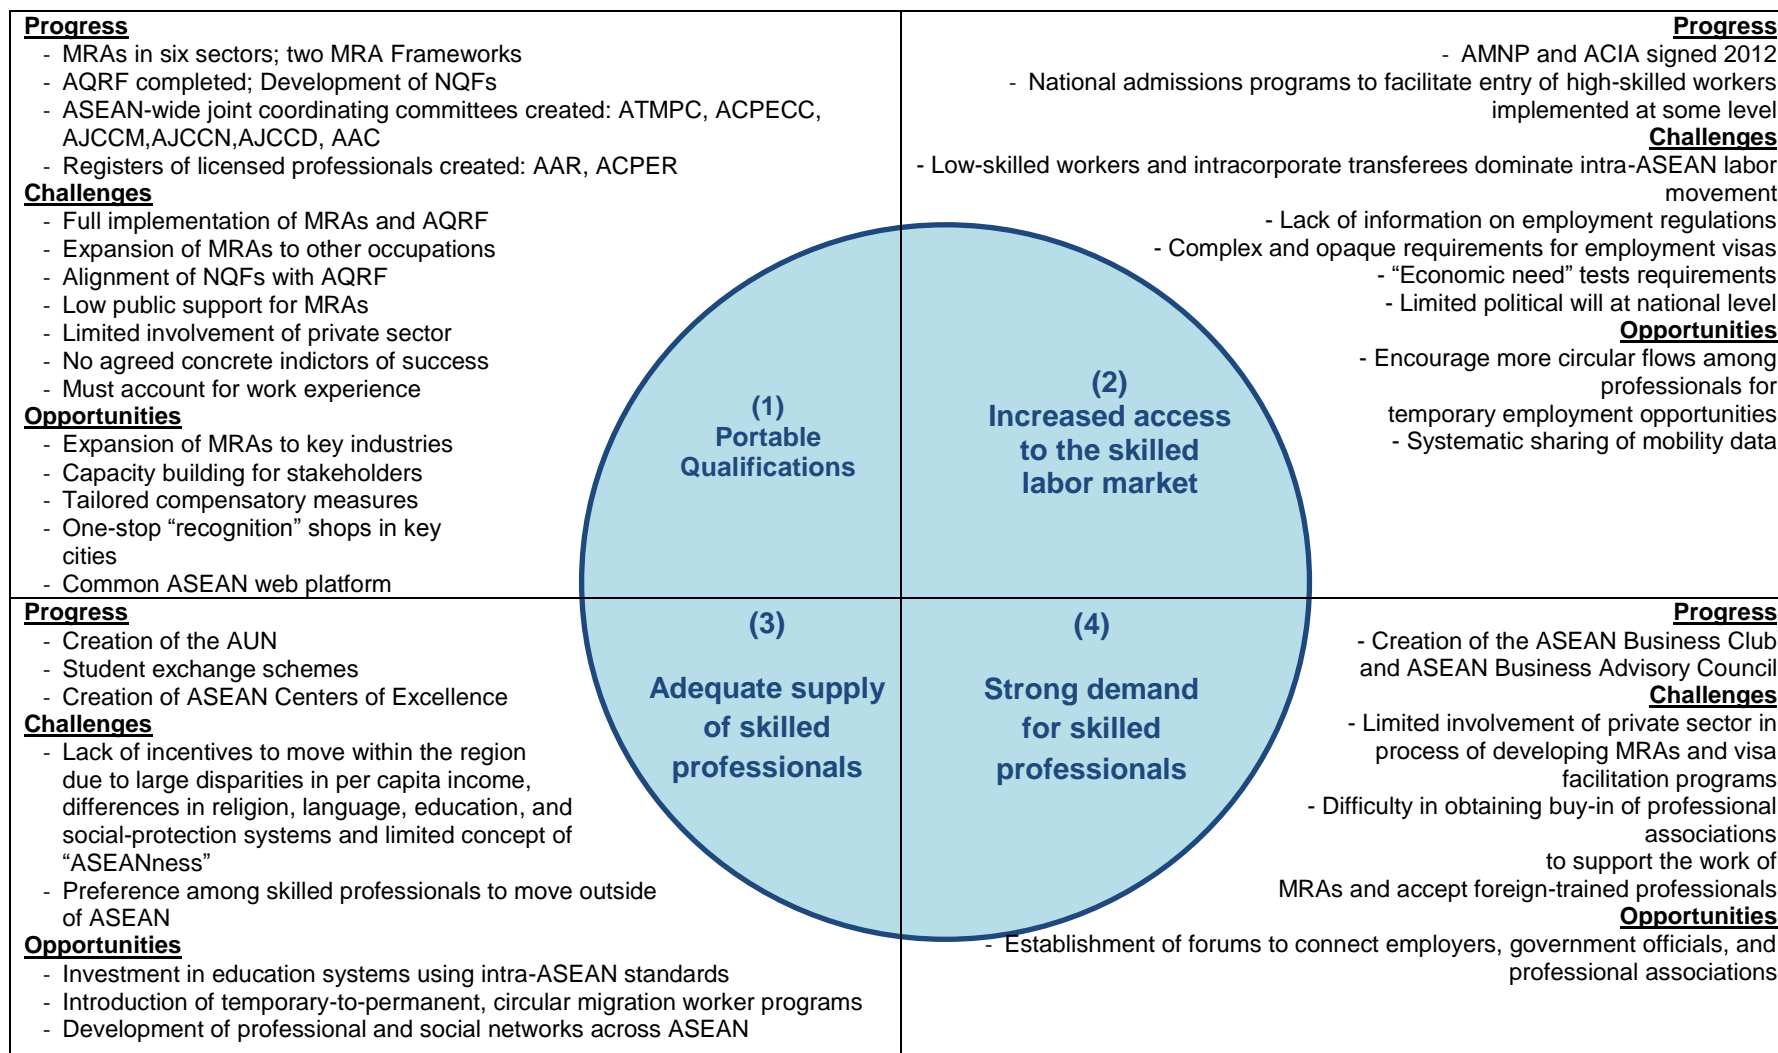 Progress
- MRAs in six sectors; two MRA Frameworks
- AQRF completed; Development of NQFs
- ASEAN-wide joint coordinating committees created: ATMPC, ACPECC,
AJCCM,AJCCN,AJCCD, AAC
- Registers of licensed professionals created: AAR, ACPER
Challenges
- Full implementation of MRAs and AQRF
- Expansion of MRAs to other occupations
- Alignment of NQFs with AQRF
- Low public support for MRAs
- Limited involvement of private sector
- No agreed concrete indictors of success
- Must account for work experience
Opportunities
- Expansion of MRAs to key industries
- Capacity building for stakeholders
- Tailored compensatory measures
- One-stop “recognition” shops in key
cities
- Common ASEAN web platform
(1)
Portable
Qualifications
Progress
- AMNP and ACIA signed 2012
- National admissions programs to facilitate entry of high-skilled workers
implemented at some level
Challenges
- Low-skilled workers and intracorporate transferees dominate intra-ASEAN labor
movement
- Lack of information on employment regulations
- Complex and opaque requirements for employment visas
- “Economic need” tests requirements
- Limited political will at national level
Opportunities
- Encourage more circular flows among
professionals for
temporary employment opportunities
- Systematic sharing of mobility data
(2)
Increased access
to the skilled
labor market
Progress
- Creation of the AUN
- Student exchange schemes
- Creation of ASEAN Centers of Excellence
Challenges
- Lack of incentives to move within the region
due to large disparities in per capita income,
differences in religion, language, education, and
social-protection systems and limited concept of
“ASEANness”
- Preference among skilled professionals to move outside
of ASEAN
Opportunities
- Investment in education systems using intra-ASEAN standards
- Introduction of temporary-to-permanent, circular migration worker programs
- Development of professional and social networks across ASEAN
(3)
Adequate supply
of skilled
professionals
(4)
Strong demand
for skilled
professionals
Progress
- Creation of the ASEAN Business Club
and ASEAN Business Advisory Council
Challenges
- Limited involvement of private sector in
process of developing MRAs and visa
facilitation programs
- Difficulty in obtaining buy-in of professional
associations
to support the work of
MRAs and accept foreign-trained professionals
Opportunities
- Establishment of forums to connect employers, government officials, and
professional associations